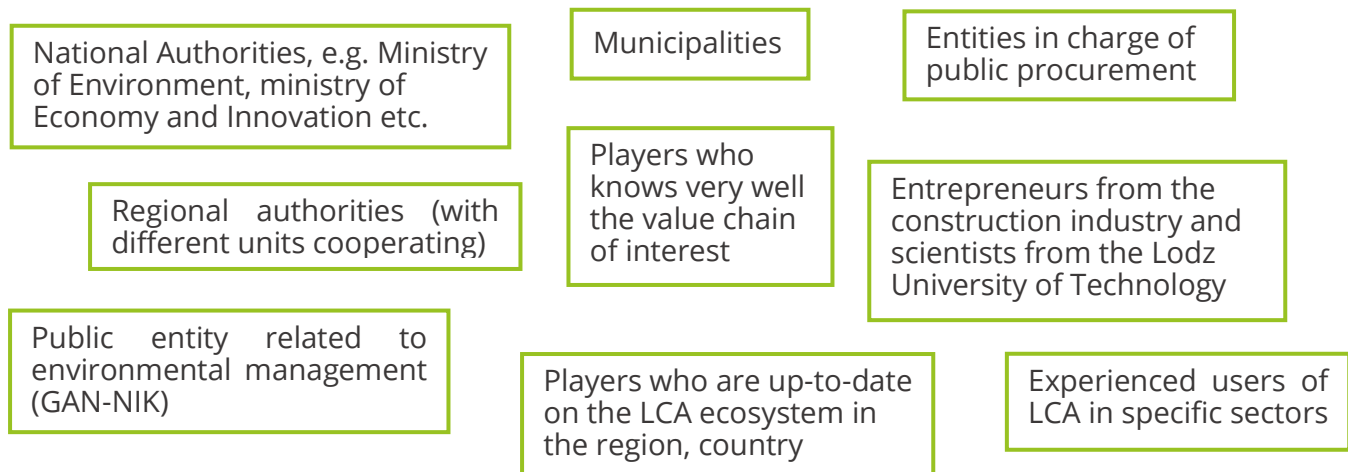 National Authorities, e.g. Ministry
of Environment, ministry of
Economy and Innovation etc.
Municipalities
Entities in charge of
public procurement
Regional authorities (with
different units cooperating)
Players who
knows very well
the value chain
of interest
Entrepreneurs from the
construction industry and
scientists from the Lodz
University of Technology
Public entity related to
environmental management
(GAN-NIK)
Players who are up-to-date
on the LCA ecosystem in
the region, country
Experienced users of
LCA in specific sectors